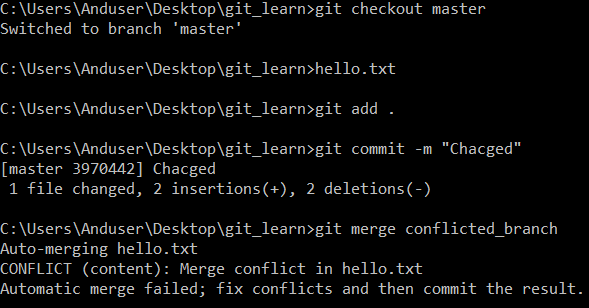 C:\Users\Anduser\Desktop\git_learn>git checkout master
Switched to branch 'master'
C:\Users\Anduser\Desktop\git_learn>hello.txt
C:\Users\Anduser\Desktop\git_learn>git add .
C:\Users\Anduser\Desktop\git_learn>git commit -m "Chacged"
[master 3970442] Chacged
 1 file changed, 2 insertions(+), 2 deletions(-)
C:\Users\Anduser\Desktop\git_learn>git merge conflicted_branch
Auto-merging hello.txt
CONFLICT (content): Merge conflict in hello.txt
Automatic merge failed; fix conflicts and then commit the result.